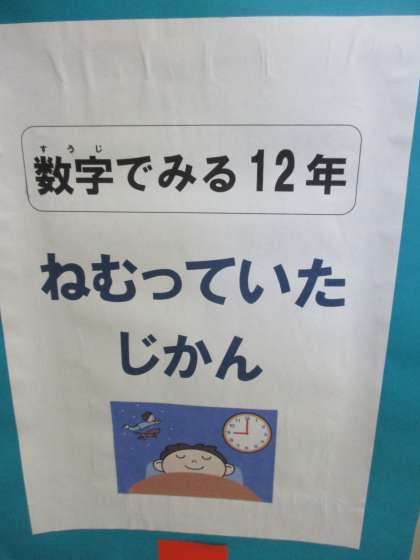 すうじ
数字でみる12年
ねむっていた
じかん